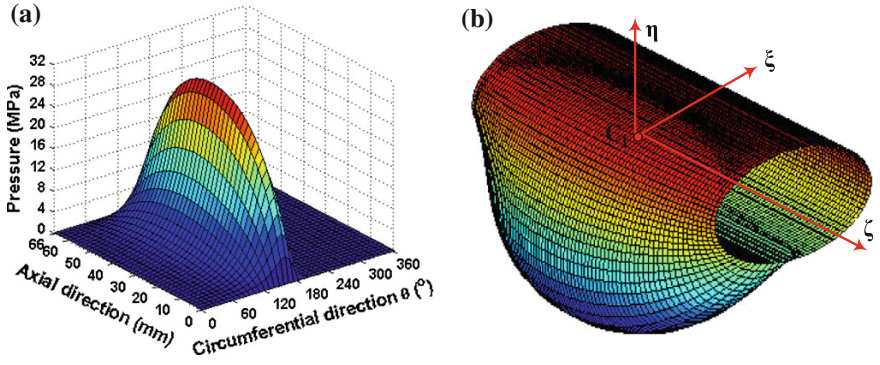 (a)
Pressure (MPa)
32
28
24
20
16
12
8
4
0
66
60
50
40
30
20
10
0
Axial direction (mm)
0
60
120
180
240
300
360
Circumferential direction θ (°)
(b)
η
ξ
C1
ζ